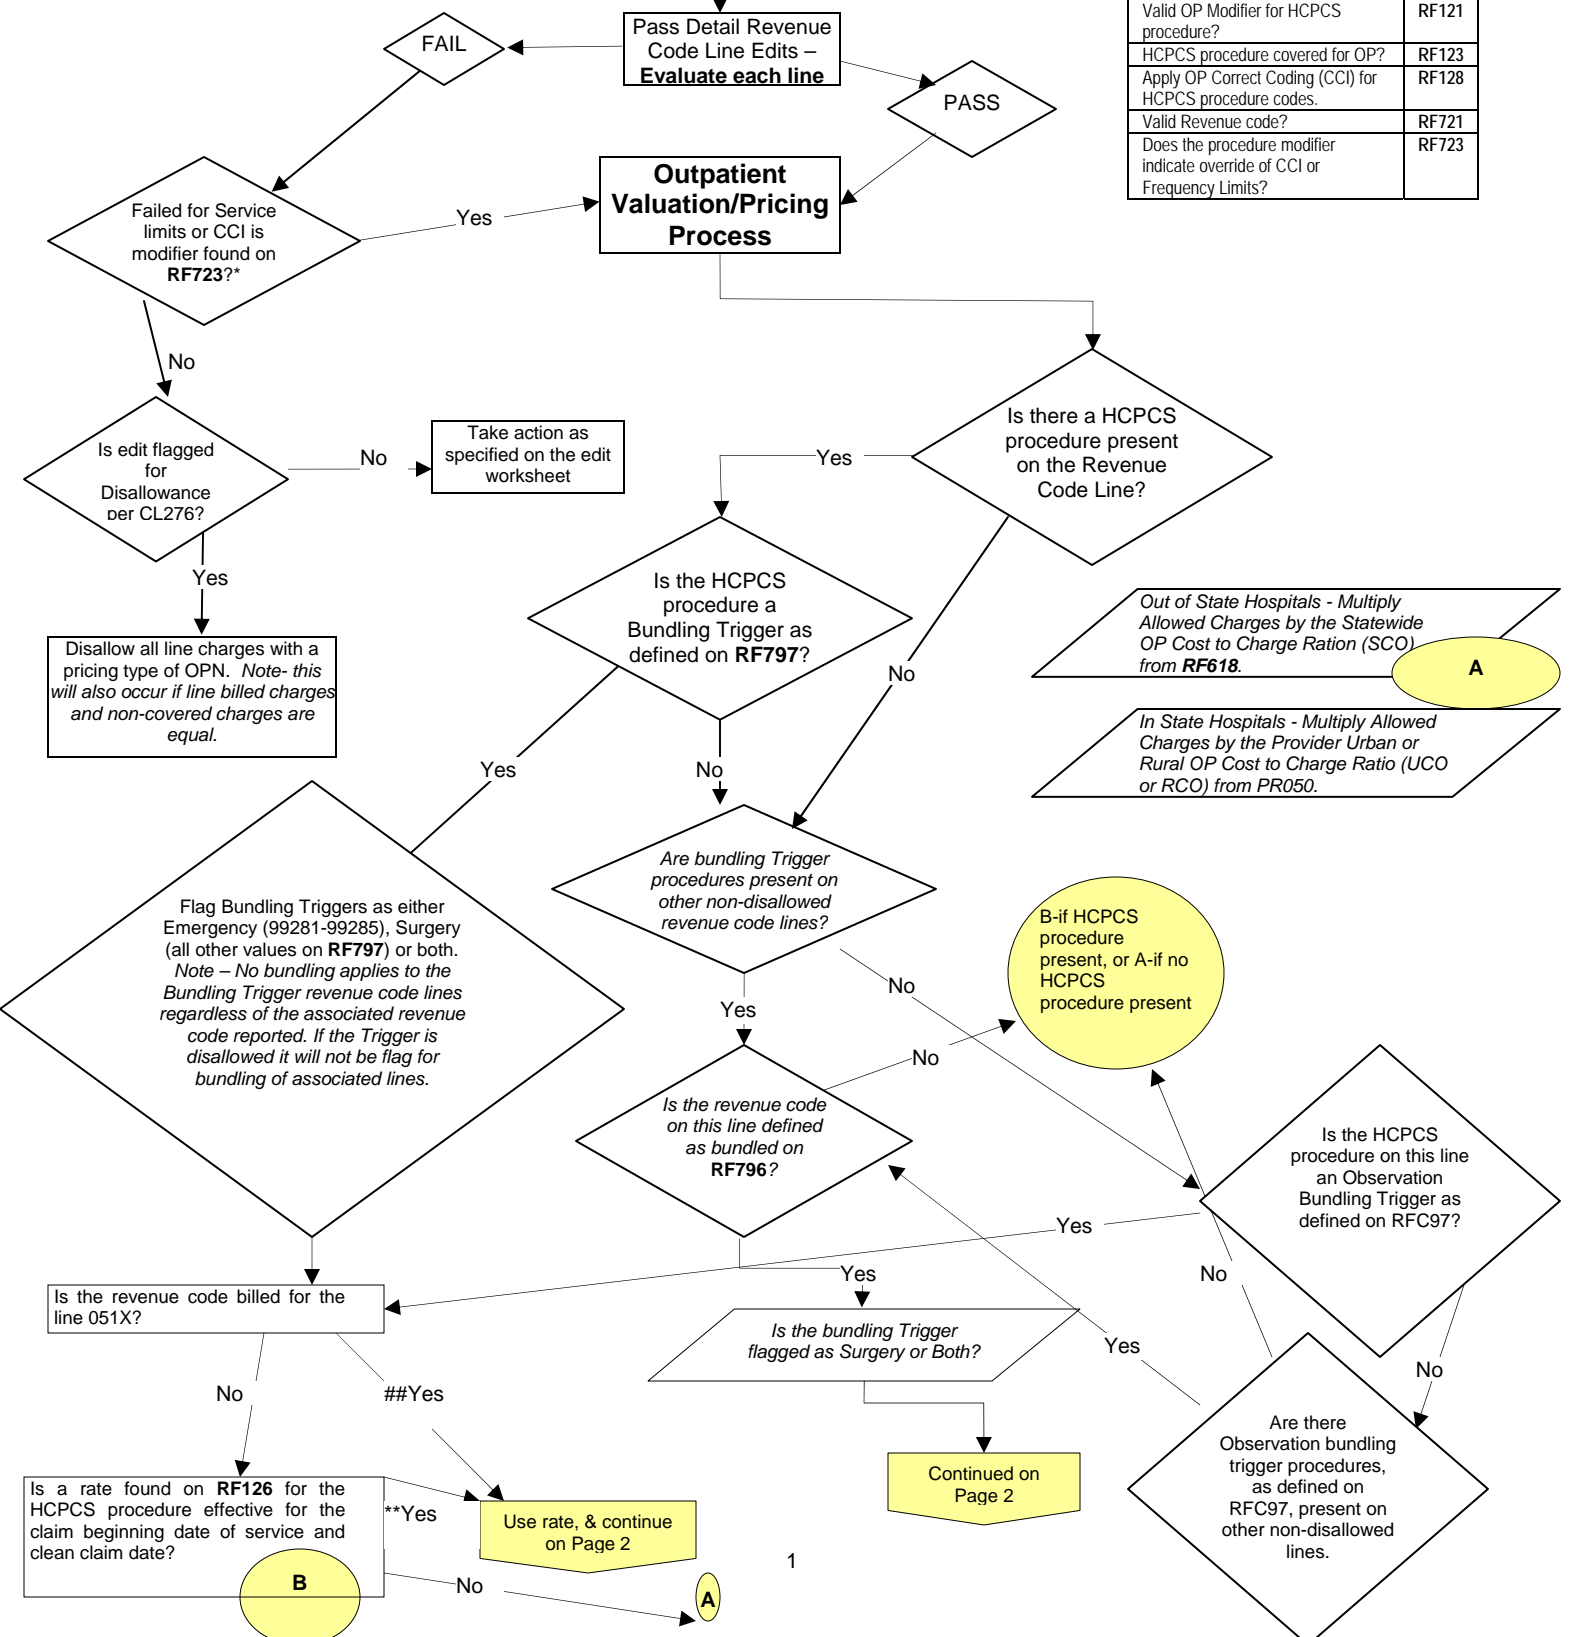 Pass Detail Revenue
Code Line Edits –
Evaluate each line
FAIL
PASS
Valid OP Modifier for HCPCS
procedure?
RF121
HCPCS procedure covered for OP?
RF123
Apply OP Correct Coding (CCI) for
HCPCS procedure codes.
RF128
Valid Revenue code?
RF721
Does the procedure modifier
indicate override of CCI or
Frequency Limits?
RF723
Failed for Service
limits or CCI is
modifier found on
RF723?*
Yes
Outpatient
Valuation/Pricing
Process
No
Is edit flagged
for
Disallowance
per CL276?
No
Take action as
specified on the edit
worksheet
Yes
Is there a HCPCS
procedure present
on the Revenue
Code Line?
Yes
No
Disallow all line charges with a
pricing type of OPN. Note- this
will also occur if line billed charges
and non-covered charges are
equal.
Is the HCPCS
procedure a
Bundling Trigger as
defined on RF797?
Yes
No
Out of State Hospitals - Multiply
Allowed Charges by the Statewide
OP Cost to Charge Ration (SCO)
from RF618.
A
In State Hospitals - Multiply Allowed
Charges by the Provider Urban or
Rural OP Cost to Charge Ratio (UCO
or RCO) from PR050.
Flag Bundling Triggers as either
Emergency (99281-99285), Surgery
(all other values on RF797) or both.
Note – No bundling applies to the
Bundling Trigger revenue code lines
regardless of the associated revenue
code reported. If the Trigger is
disallowed it will not be flag for
bundling of associated lines.
Are bundling Trigger
procedures present on
other non-disallowed
revenue code lines?
Yes
No
B-if HCPCS
procedure
present, or A-if no
HCPCS
procedure present
Is the revenue code
on this line defined
as bundled on
RF796?
No
Yes
Is the HCPCS
procedure on this line
an Observation
Bundling Trigger as
defined on RFC97?
Yes
No
No
Is the revenue code billed for the
line 051X?
No
##Yes
Is the bundling Trigger
flagged as Surgery or Both?
Yes
Are there
Observation bundling
trigger procedures,
as defined on
RFC97, present on
other non-disallowed
lines.
Continued on
Page 2
Is a rate found on RF126 for the
HCPCS procedure effective for the
claim beginning date of service and
clean claim date?
B
**Yes
Use rate, & continue
on Page 2
No
A
1